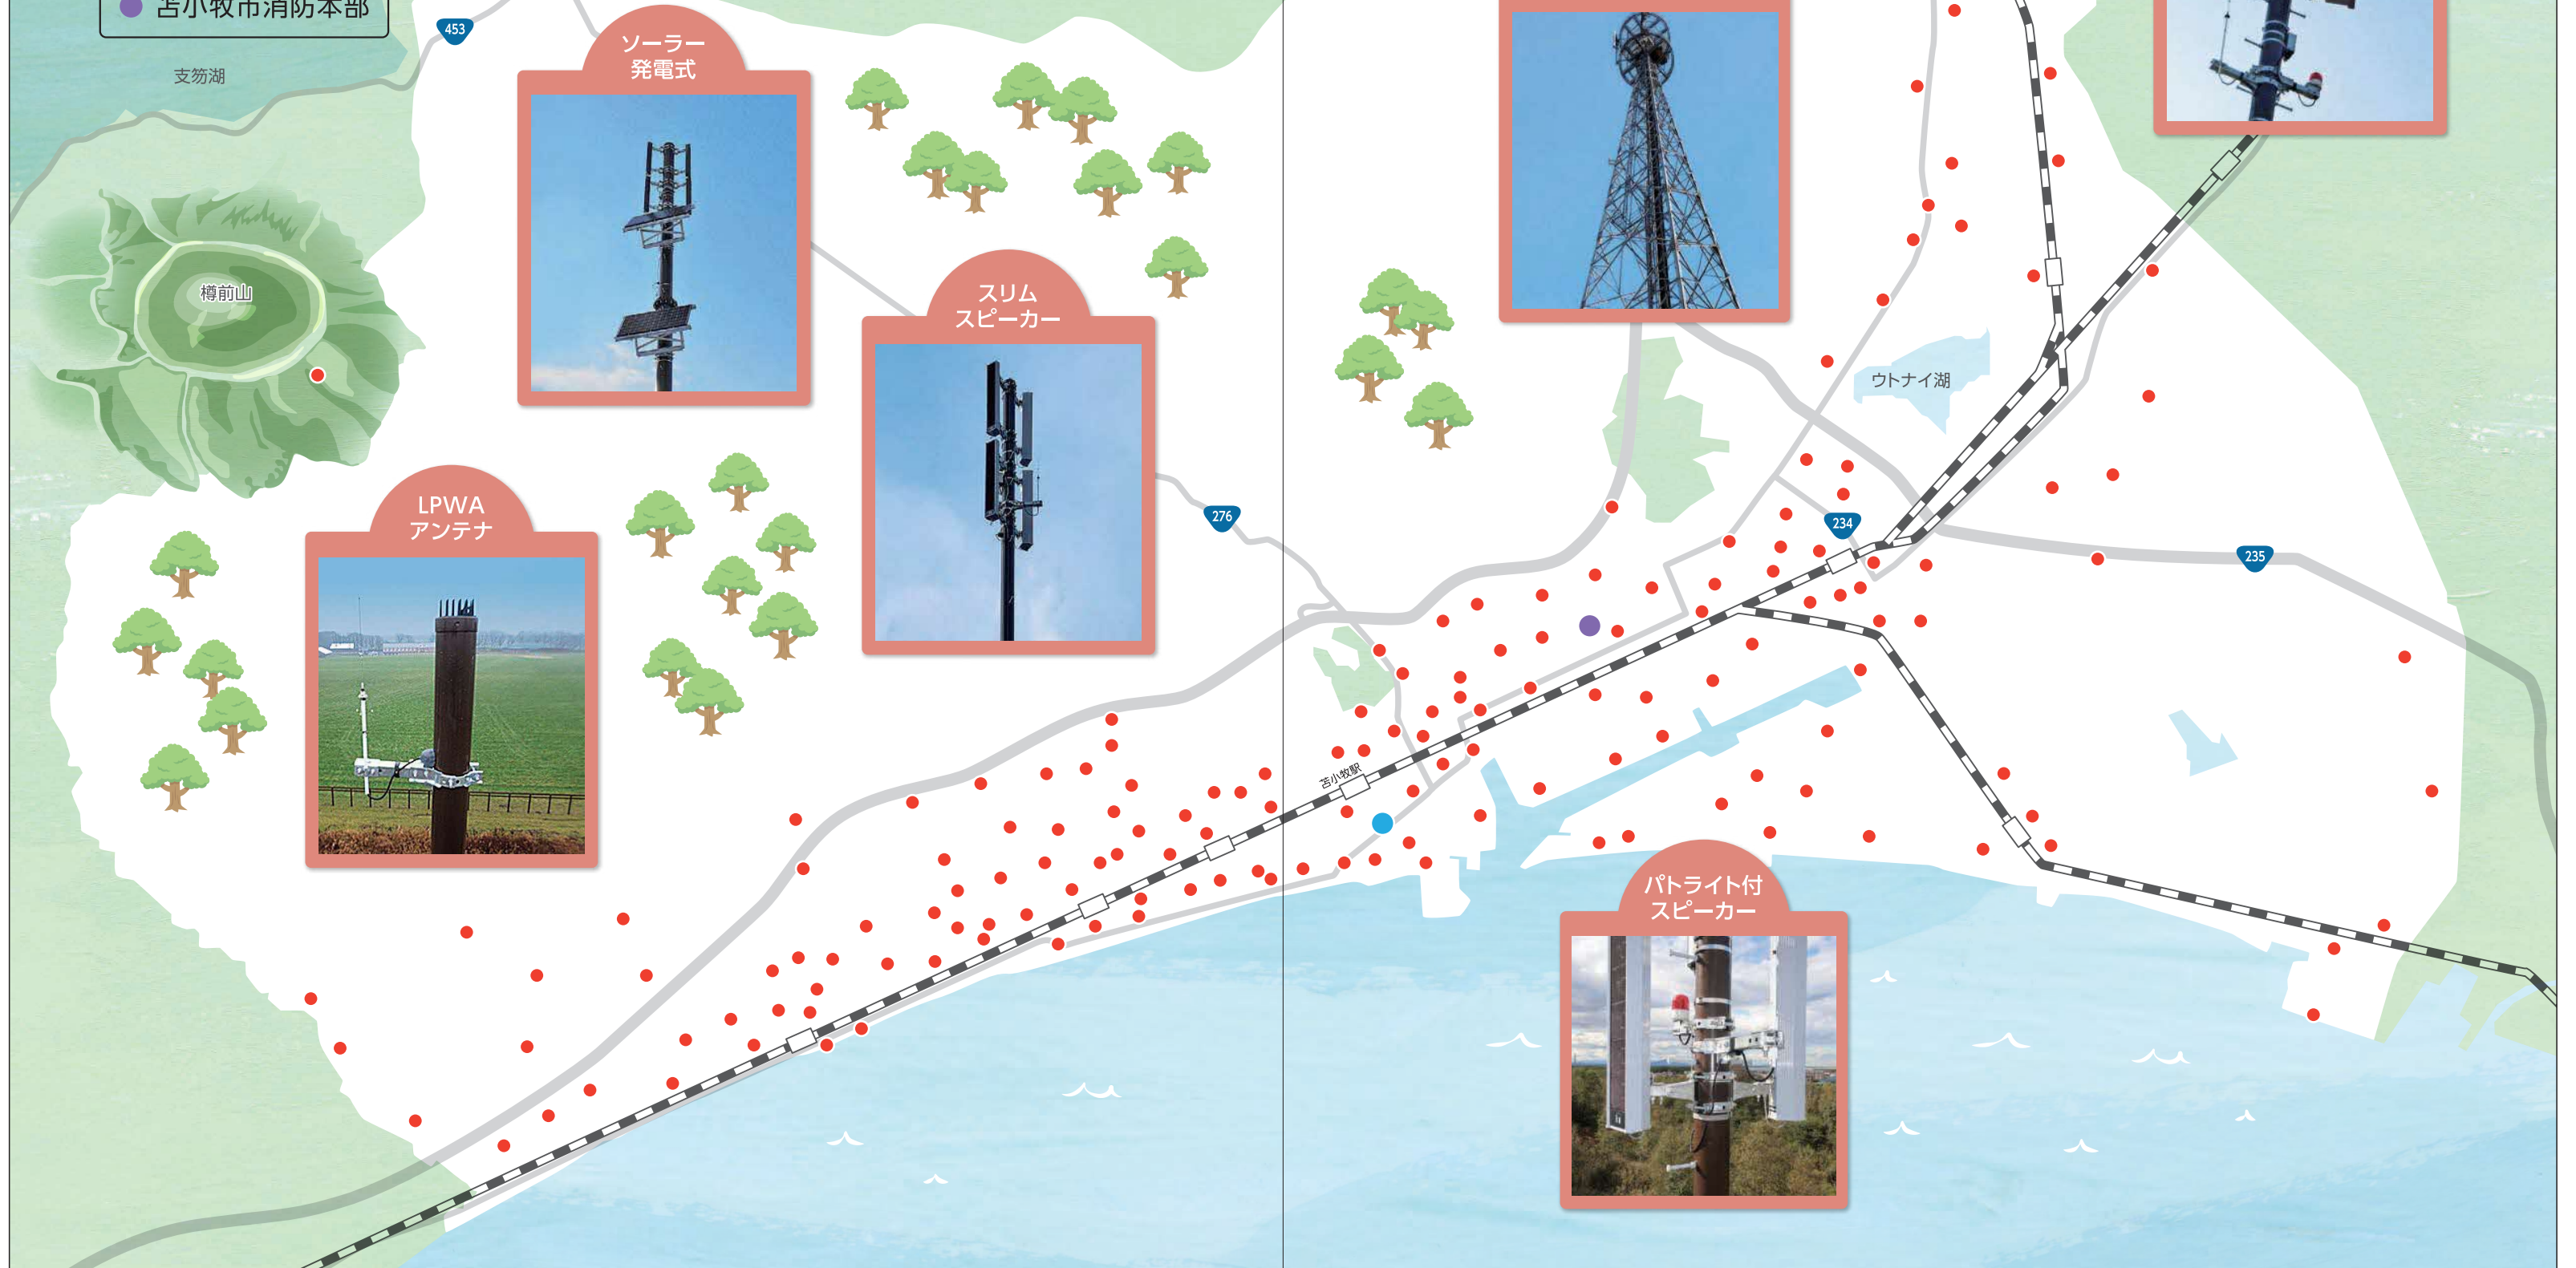 苫小牧市消防本部
453
支笏湖
ソーラー
発電式
樽前山
スリム
スピーカー
ウトナイ湖
LPWA
アンテナ
276
234
235
苫小牧駅
パトライト付
スピーカー